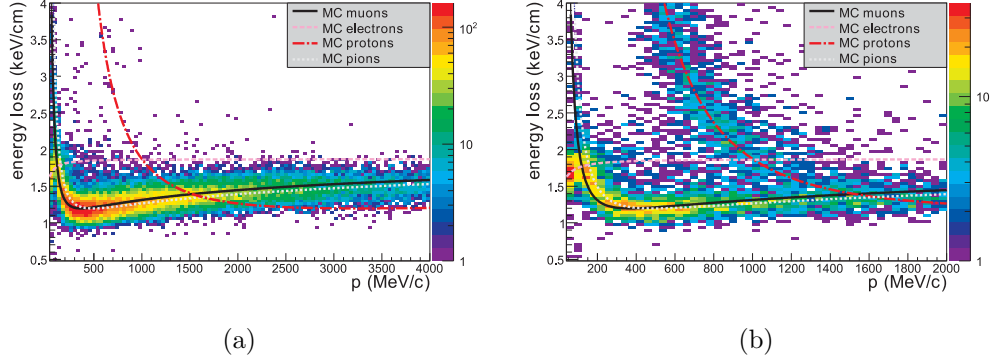 energy loss (keV/cm)
4
3.5
3
2.5
2
1.5
1
0.5
MC muons
MC electrons
MC protons
MC pions
10²
10
1
500 1000 1500 2000 2500 3000 3500 4000
p (MeV/c)
(a)
energy loss (keV/cm)
4
3.5
3
2.5
2
1.5
1
0.5
MC muons
MC electrons
MC protons
MC pions
10
1
200 400 600 800 1000 1200 1400 1600 1800 2000
p (MeV/c)
(b)